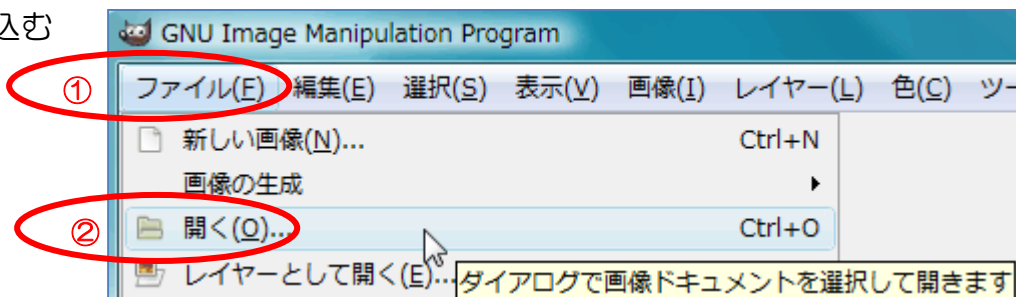 込む
GNU Image Manipulation Program
① ファイル(F) 編集(E) 選択(S) 表示(V) 画像(I) レイヤー(L) 色(C) ツー
新しい画像(N)... Ctrl+N
画像の生成
② 開く(O)... Ctrl+O
レイヤーとして開く(E)...
ダイアログで画像ドキュメントを選択して開きます